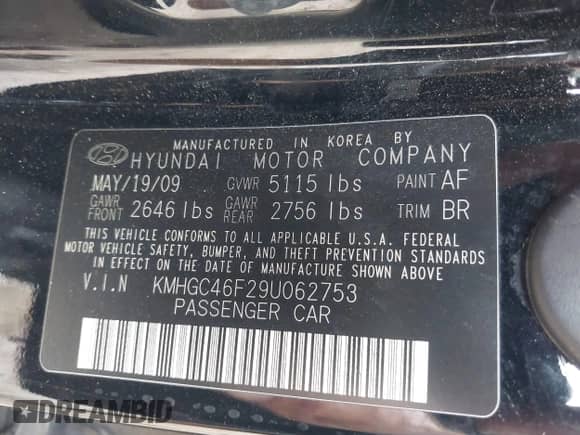 MANUFACTURED IN KOREA BY
HYUNDAI MOTOR COMPANY
MAY/19/09 GVWR 5115 lbs PAINT AF
GAWR FRONT 2646 lbs GAWR REAR 2756 lbs TRIM BR
THIS VEHICLE CONFORMS TO ALL APPLICABLE U.S.A. FEDERAL
MOTOR VEHICLE SAFETY, BUMPER, AND THEFT PREVENTION STANDARDS
IN EFFECT ON THE DATE OF MANUFACTURE SHOWN ABOVE.
V.I.N KMHGC46F29U062753
PASSENGER CAR
DREAMBID